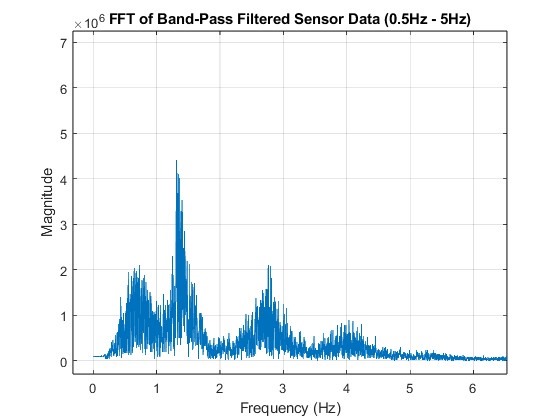 ×10⁶ FFT of Band-Pass Filtered Sensor Data (0.5Hz - 5Hz)
7
6
5
4
3
2
1
0
Magnitude
0 1 2 3 4 5 6
Frequency (Hz)